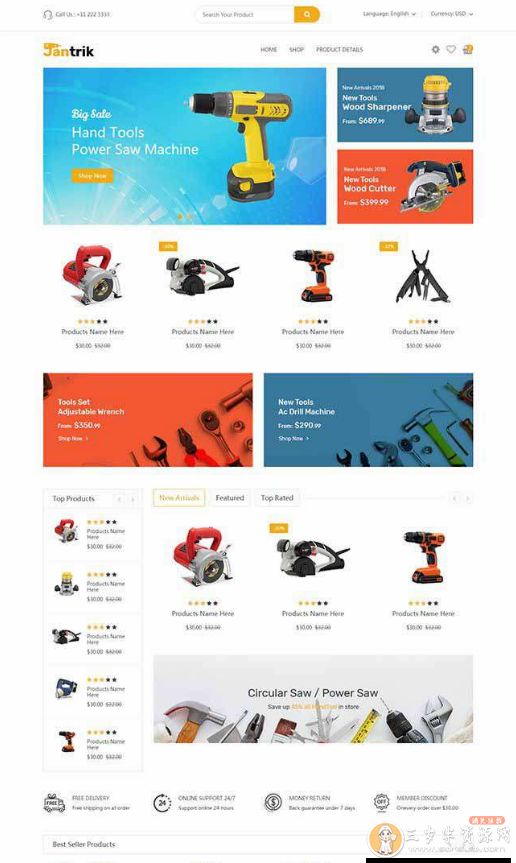 Call Us : +11 222 3333
Search Your Product
Language: English
Currency: USD
Jantrik
HOME
SHOP
PRODUCT DETAILS
Big Sale
Hand Tools
Power Saw Machine
Shop Now
New Arrivals 2018
New Tools
Wood Sharpener
From: $689.99
New Arrivals 2018
New Tools
Wood Cutter
From: $399.99
Products Name Here
$30.00 $32.00
Products Name Here
$30.00 $32.00
Products Name Here
$30.00 $32.00
Products Name Here
$30.00 $32.00
Tools Set
Adjustable Wrench
From: $350.99
Shop Now
New Tools
Ac Drill Machine
From: $290.99
Shop Now
Top Products
Products Name
Here
$30.00 $32.00
Products Name
Here
$30.00 $32.00
Products Name
Here
$30.00 $32.00
Products Name
Here
$30.00 $32.00
Products Name
Here
$30.00 $32.00
New Arrivals
Featured
Top Rated
Products Name Here
$30.00 $32.00
Products Name Here
$30.00 $32.00
Products Name Here
$30.00 $32.00
Circular Saw / Power Saw
Save up in store
FREE
FREE DELIVERY
Free shipping on all order
24
ONLINE SUPPORT 24/7
Support online 24 hours
MONEY RETURN
Back guarantee under 7 days
OFF
MEMBER DISCOUNT
Onevery order over $30.00
Best Seller Products
三岁半资源网